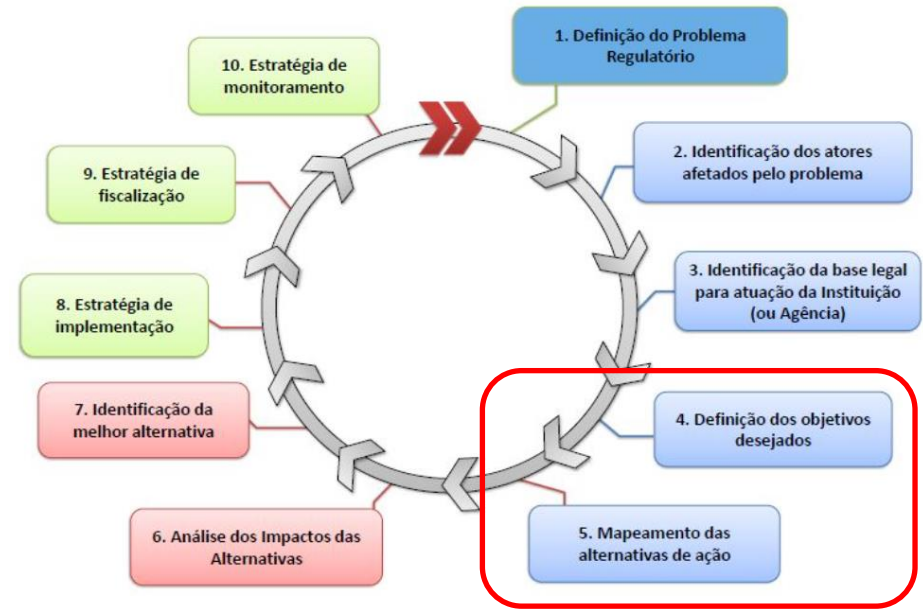 1. Definição do Problema
Regulatório
2. Identificação dos atores
afetados pelo problema
3. Identificação da base legal
para atuação da Instituição
(ou Agência)
4. Definição dos objetivos
desejados
5. Mapeamento das
alternativas de ação
6. Análise dos Impactos das
Alternativas
7. Identificação da
melhor alternativa
8. Estratégia de
implementação
9. Estratégia de
fiscalização
10. Estratégia de
monitoramento